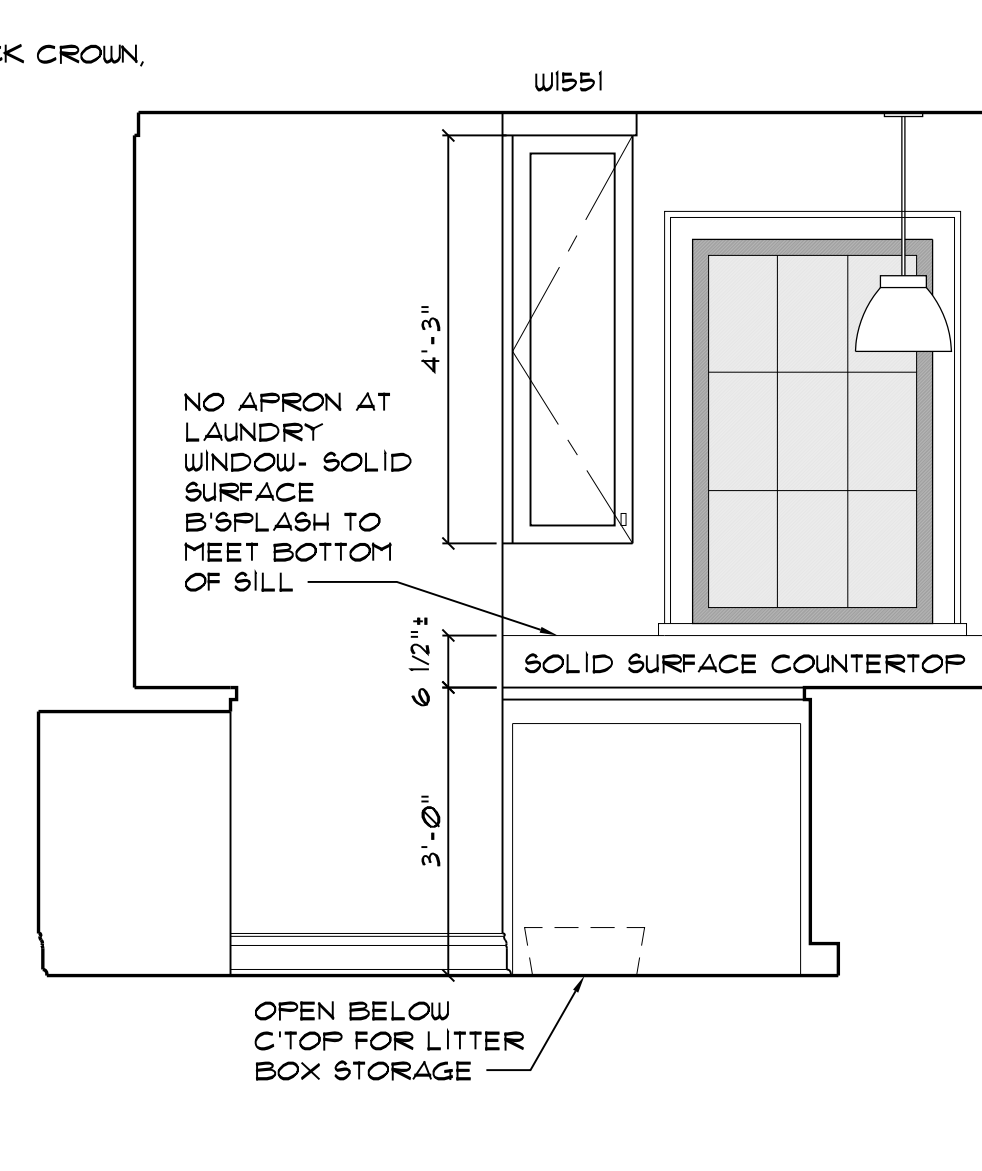 CROWN,
W1551
4'-3"
NO APRON AT
LAUNDRY
WINDOW- SOLID
SURFACE
B'SPLASH TO
MEET BOTTOM
OF SILL
6 1/2"±
SOLID SURFACE COUNTERTOP
3'-0"
OPEN BELOW
C'TOP FOR LITTER
BOX STORAGE